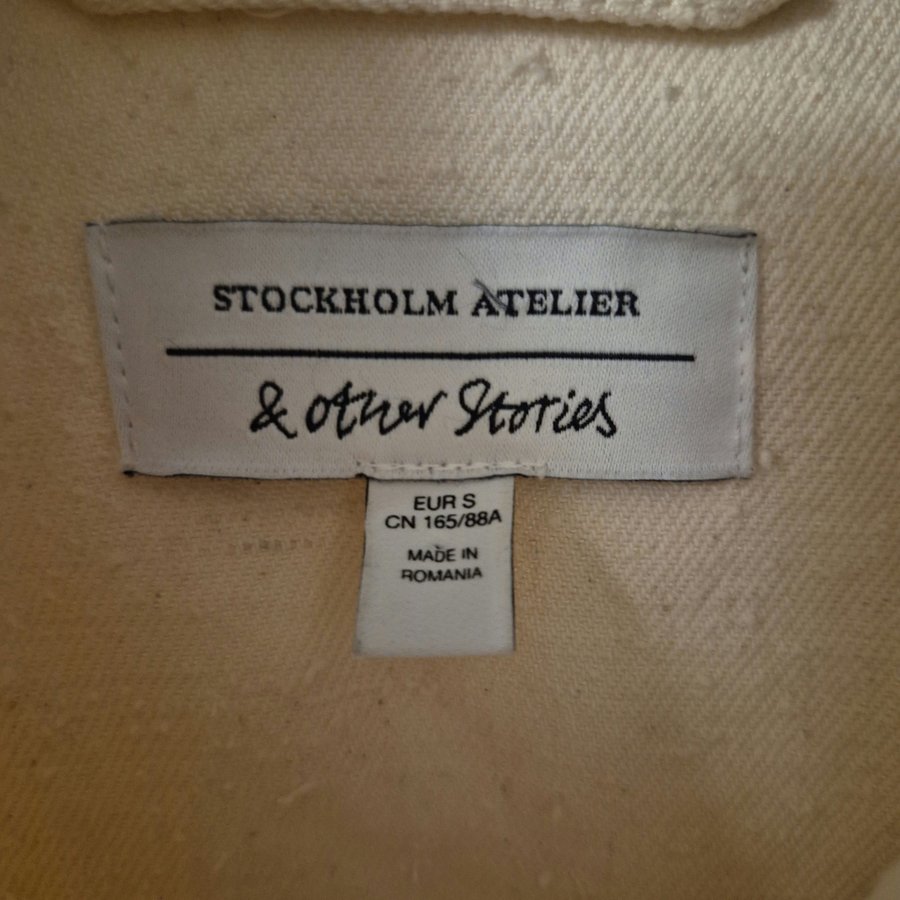 STOCKHOLM ATELIER
& other Stories
EUR S
CN 165/88A
MADE IN
ROMANIA